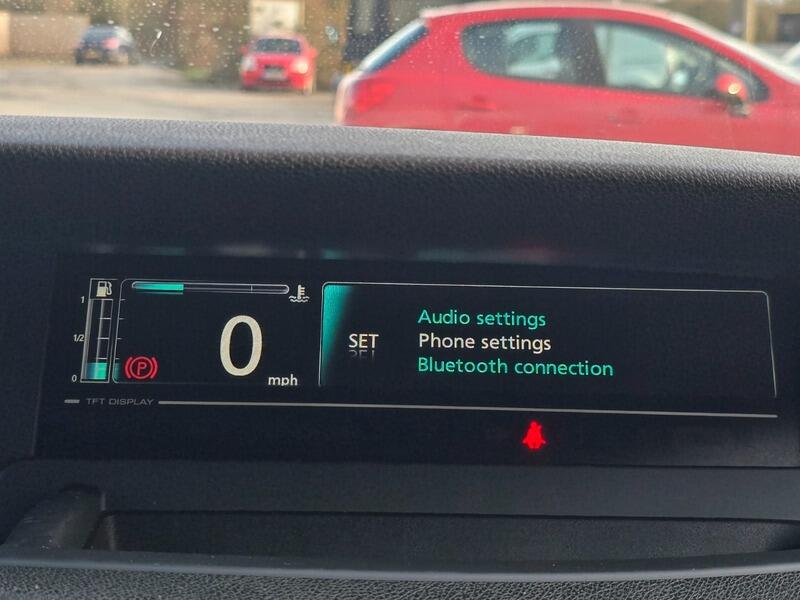 1
1/2
0
P
0
mph
SET
Audio settings
Phone settings
Bluetooth connection
TFT DISPLAY